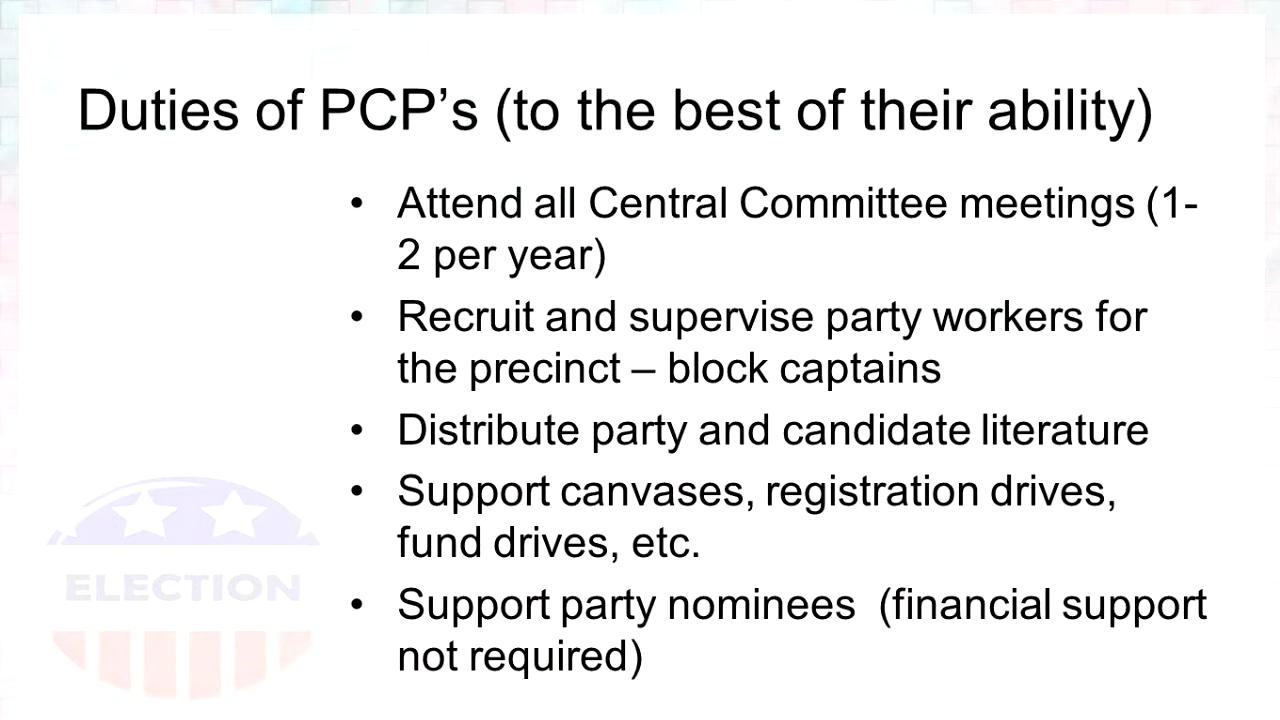 Duties of PCP’s (to the best of their ability)
• Attend all Central Committee meetings (1-
2 per year)
• Recruit and supervise party workers for
the precinct – block captains
• Distribute party and candidate literature
• Support canvases, registration drives,
fund drives, etc.
• Support party nominees  (financial support
not required)
ELECTION